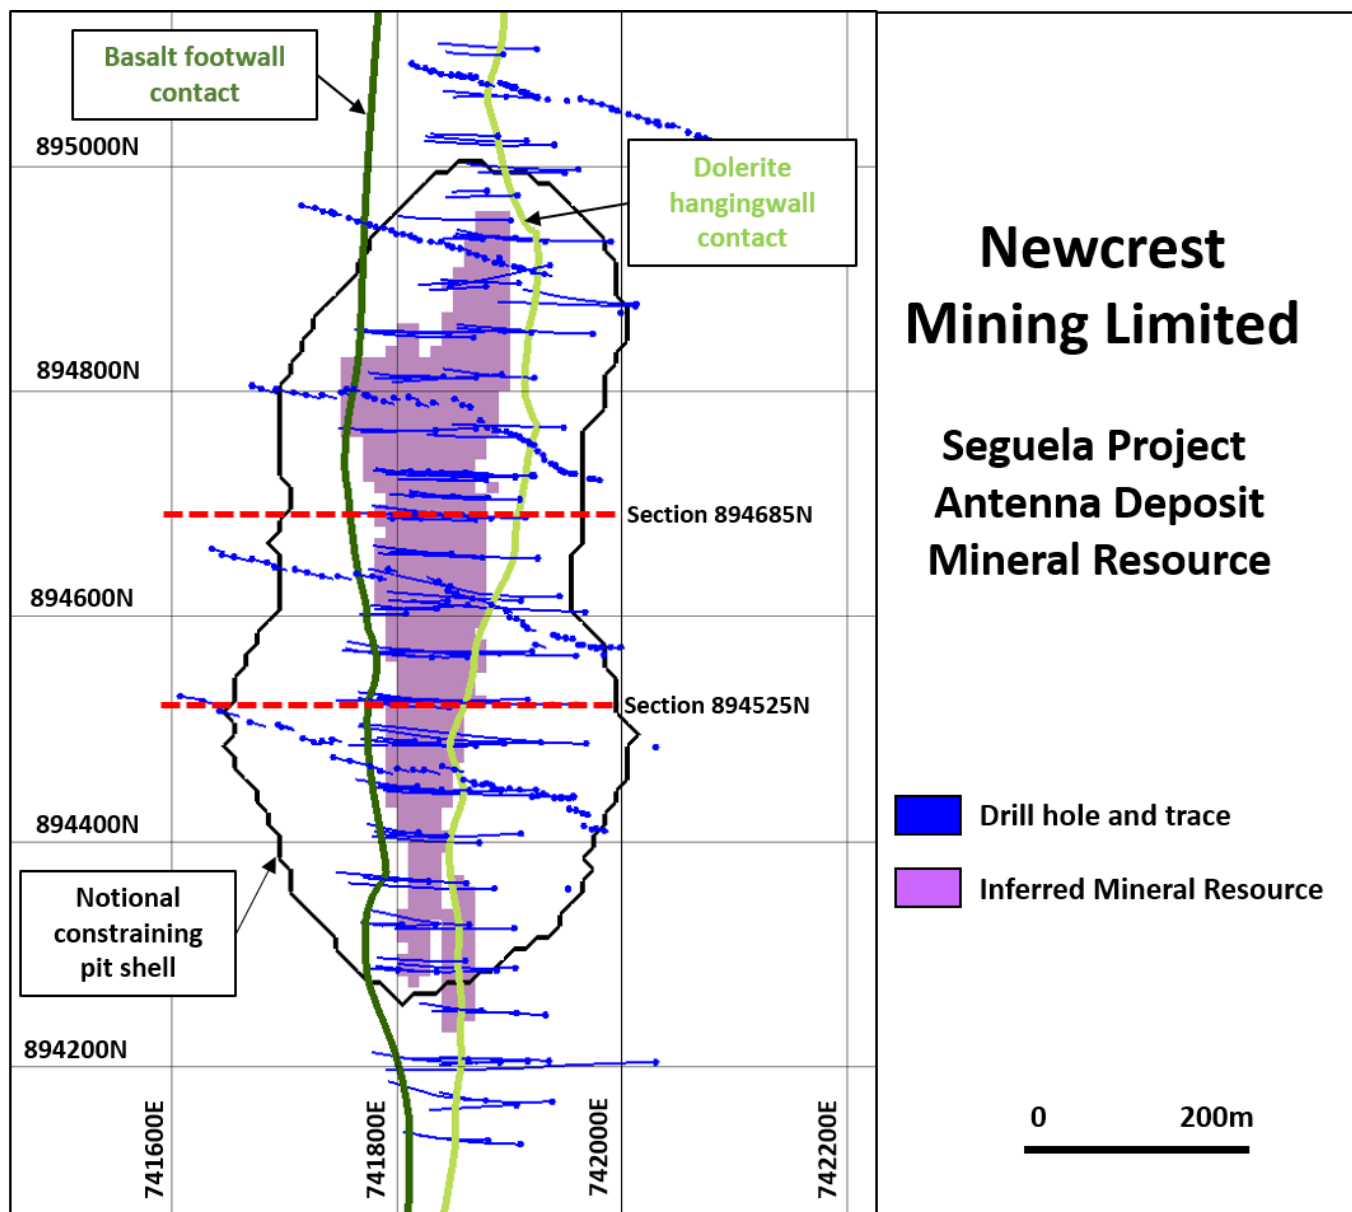 Basalt footwall
contact
895000N
Dolerite
hangingwall
contact
894800N
Section 894685N
894600N
Section 894525N
894400N
Notional
constraining
pit shell
894200N
741600E
741800E
742000E
742200E
Newcrest
Mining Limited
Seguela Project
Antenna Deposit
Mineral Resource
Drill hole and trace
Inferred Mineral Resource
0 200m